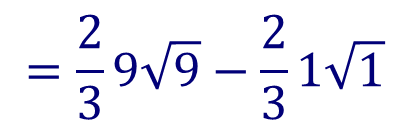 = 2/3 9√9 − 2/3 1√1